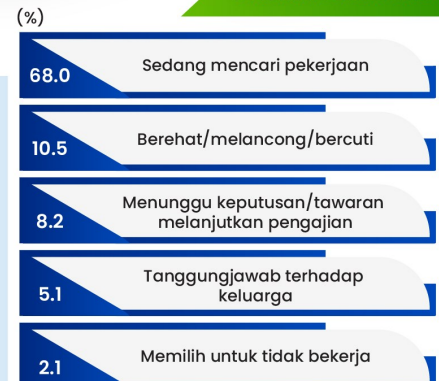 (%)
68.0
Sedang mencari pekerjaan
10.5
Berehat/melancong/bercuti
8.2
Menunggu keputusan/tawaran
melanjutkan pengajian
5.1
Tanggungjawab terhadap
keluarga
2.1
Memilih untuk tidak bekerja